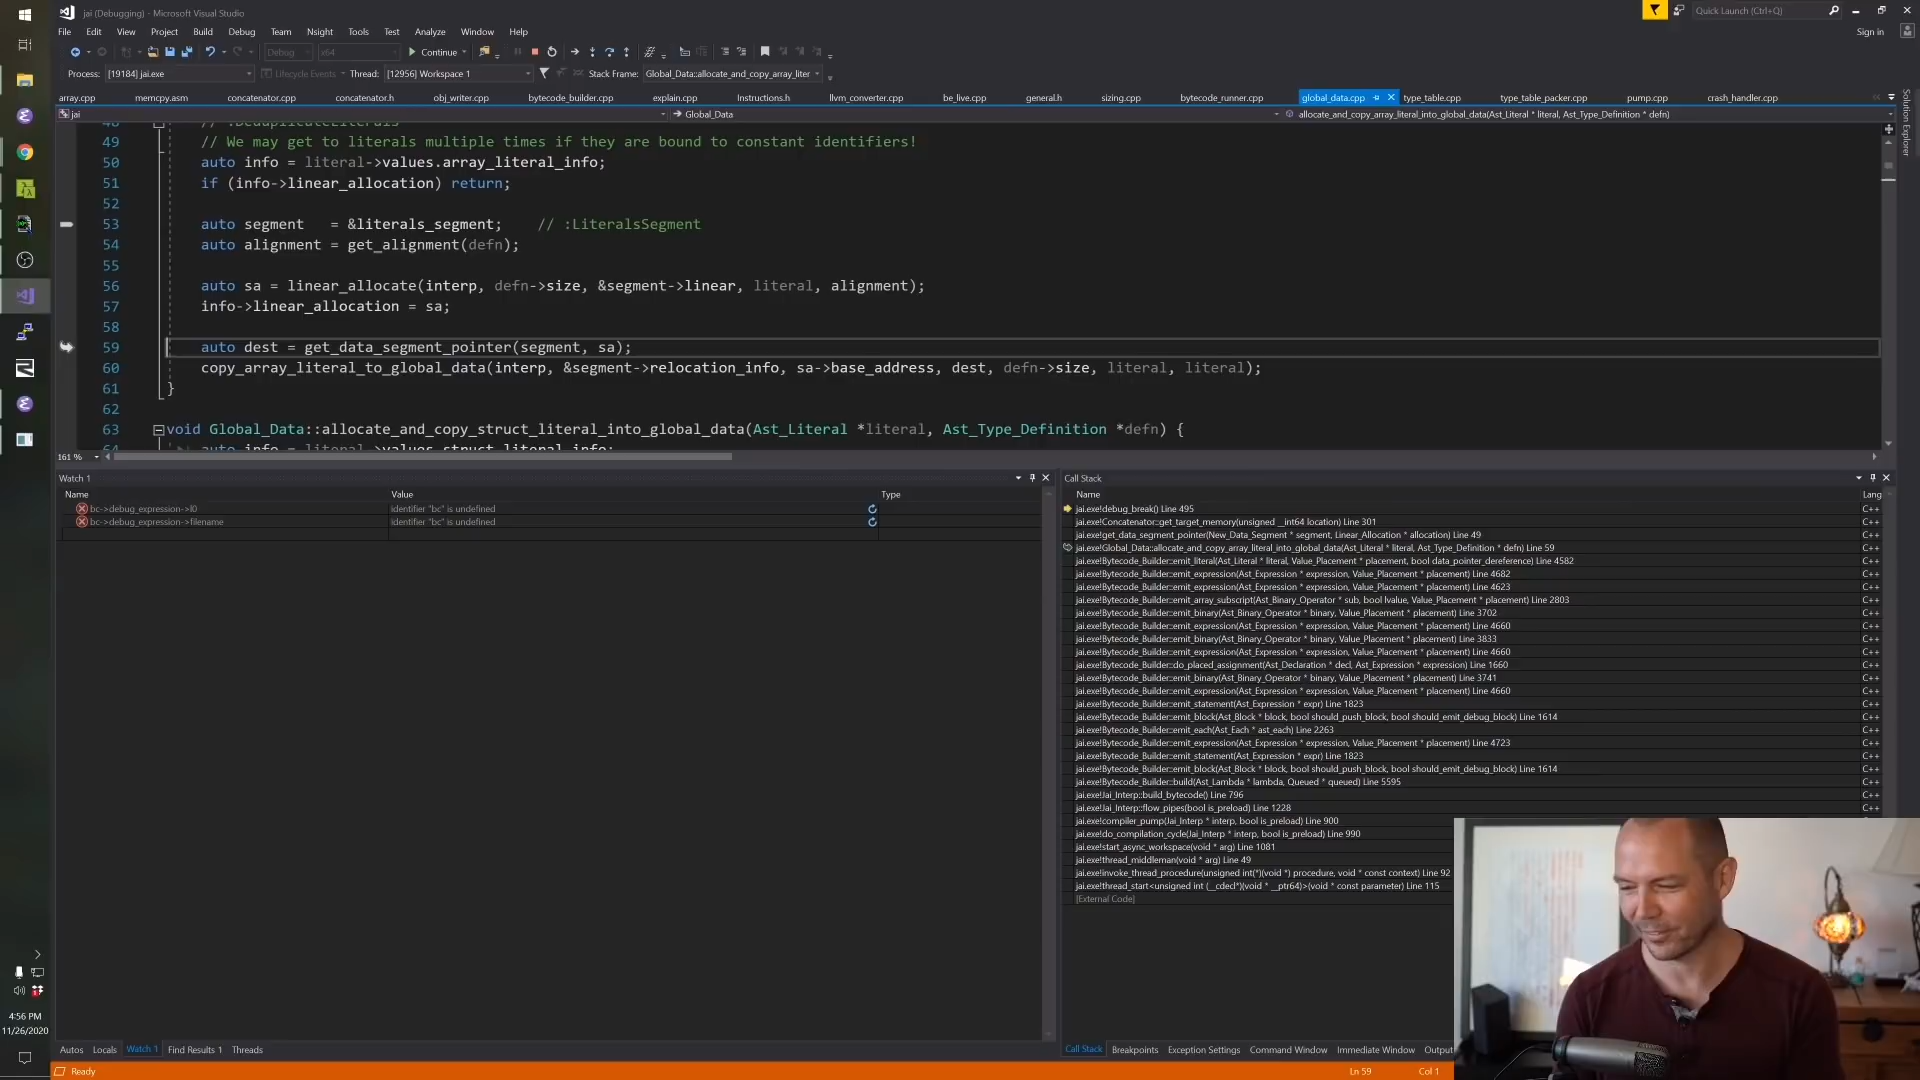 jai (Debugging) - Microsoft Visual Studio
Quick Launch (Ctrl+Q)
File Edit View Project Build Debug Team Nsight Tools Test Analyze Window Help
Sign in
Debug x64 Continue
Process: [19184] jai.exe Lifecycle Events Thread: [12956] Workspace 1 Stack Frame: Global_Data::allocate_and_copy_array_liter
array.cpp memcpy.asm concatenator.cpp concatenator.h obj_writer.cpp bytecode_builder.cpp explain.cpp Instructions.h llvm_converter.cpp be_live.cpp general.h sizing.cpp bytecode_runner.cpp global_data.cpp type_table.cpp type_table_packer.cpp pump.cpp crash_handler.cpp
jai Global_Data allocate_and_copy_array_literal_into_global_data(Ast_Literal * literal, Ast_Type_Definition * defn)
Solution Explorer
48 // :DeduplicateLiterals
49 // We may get to literals multiple times if they are bound to constant identifiers!
50 auto info = literal->values.array_literal_info;
51 if (info->linear_allocation) return;
52
53 auto segment = &literals_segment; // :LiteralsSegment
54 auto alignment = get_alignment(defn);
55
56 auto sa = linear_allocate(interp, defn->size, &segment->linear, literal, alignment);
57 info->linear_allocation = sa;
58
59 auto dest = get_data_segment_pointer(segment, sa);
60 copy_array_literal_to_global_data(interp, &segment->relocation_info, sa->base_address, dest, defn->size, literal, literal);
61 }
62
63 void Global_Data::allocate_and_copy_struct_literal_into_global_data(Ast_Literal *literal, Ast_Type_Definition *defn) {
64 auto info = literal->values.struct_literal_info;
161 %
Watch 1
Name Value Type
bc->debug_expression->l0 identifier "bc" is undefined
bc->debug_expression->filename identifier "bc" is undefined
Call Stack
Name Lang
jai.exe!debug_break() Line 495 C++
jai.exe!Concatenator::get_target_memory(unsigned __int64 location) Line 301 C++
jai.exe!get_data_segment_pointer(New_Data_Segment * segment, Linear_Allocation * allocation) Line 49 C++
jai.exe!Global_Data::allocate_and_copy_array_literal_into_global_data(Ast_Literal * literal, Ast_Type_Definition * defn) Line 59 C++
jai.exe!Bytecode_Builder::emit_literal(Ast_Literal * literal, Value_Placement * placement, bool data_pointer_dereference) Line 4582 C++
jai.exe!Bytecode_Builder::emit_expression(Ast_Expression * expression, Value_Placement * placement) Line 4682 C++
jai.exe!Bytecode_Builder::emit_expression(Ast_Expression * expression, Value_Placement * placement) Line 4623 C++
jai.exe!Bytecode_Builder::emit_array_subscript(Ast_Binary_Operator * sub, bool lvalue, Value_Placement * placement) Line 2803 C++
jai.exe!Bytecode_Builder::emit_binary(Ast_Binary_Operator * binary, Value_Placement * placement) Line 3702 C++
jai.exe!Bytecode_Builder::emit_expression(Ast_Expression * expression, Value_Placement * placement) Line 4660 C++
jai.exe!Bytecode_Builder::emit_binary(Ast_Binary_Operator * binary, Value_Placement * placement) Line 3833 C++
jai.exe!Bytecode_Builder::emit_expression(Ast_Expression * expression, Value_Placement * placement) Line 4660 C++
jai.exe!Bytecode_Builder::do_placed_assignment(Ast_Declaration * decl, Ast_Expression * expression) Line 1660 C++
jai.exe!Bytecode_Builder::emit_binary(Ast_Binary_Operator * binary, Value_Placement * placement) Line 3741 C++
jai.exe!Bytecode_Builder::emit_expression(Ast_Expression * expression, Value_Placement * placement) Line 4660 C++
jai.exe!Bytecode_Builder::emit_statement(Ast_Expression * expr) Line 1823 C++
jai.exe!Bytecode_Builder::emit_block(Ast_Block * block, bool should_push_block, bool should_emit_debug_block) Line 1614 C++
jai.exe!Bytecode_Builder::emit_each(Ast_Each * ast_each) Line 2263 C++
jai.exe!Bytecode_Builder::emit_expression(Ast_Expression * expression, Value_Placement * placement) Line 4723 C++
jai.exe!Bytecode_Builder::emit_statement(Ast_Expression * expr) Line 1823 C++
jai.exe!Bytecode_Builder::emit_block(Ast_Block * block, bool should_push_block, bool should_emit_debug_block) Line 1614 C++
jai.exe!Bytecode_Builder::build(Ast_Lambda * lambda, Queued * queued) Line 5595 C++
jai.exe!Jai_Interp::build_bytecode() Line 796 C++
jai.exe!Jai_Interp::flow_pipes(bool is_preload) Line 1228 C++
jai.exe!compiler_pump(Jai_Interp * interp, bool is_preload) Line 900
jai.exe!do_compilation_cycle(Jai_Interp * interp, bool is_preload) Line 990
jai.exe!start_async_workspace(void * arg) Line 1081
jai.exe!thread_middleman(void * arg) Line 49
jai.exe!invoke_thread_procedure(unsigned int(*)(void *) procedure, void * const context) Line 92
jai.exe!thread_start<unsigned int (__cdecl*)(void * __ptr64)>(void * const parameter) Line 115
[External Code]
4:56 PM
11/26/2020
Autos Locals Watch 1 Find Results 1 Threads
Call Stack Breakpoints Exception Settings Command Window Immediate Window Output
Ready Ln 59 Col 1